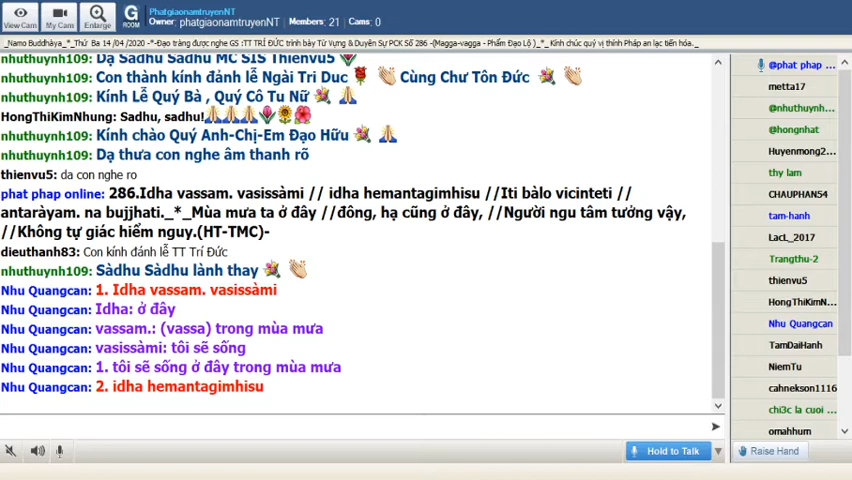 View Cam
My Cam
Enlarge
G
ROOM
PhatgiaonamtruyenNT
Owner: phatgiaonamtruyenNT Members: 21 Cams: 0
_Namo Buddhàya_*_Thứ Ba 14 /04 /2020 -*-Đạo tràng được nghe GS :TT TRÍ ĐỨC trình bày Từ Vựng & Duyên Sự PCK Số 286 -(Magga-vagga - Phẩm Đạo Lộ )_*_ Kính chúc quý vị thính Pháp an lạc tiến hóa._
nhuthuynh109: Dạ Sadhu Sadhu MC SIS Thienvu5
nhuthuynh109: Con thành kính đảnh lễ Ngài Tri Duc Cùng Chư Tôn Đức
nhuthuynh109: Kính Lễ Quý Bà , Quý Cô Tu Nữ
HongThiKimNhung: Sadhu, sadhu!
nhuthuynh109: Kính chào Quý Anh-Chị-Em Đạo Hữu
nhuthuynh109: Dạ thưa con nghe âm thanh rõ
thienvu5: da con nghe ro
phat phap online: 286.Idha vassam. vasissàmi // idha hemantagimhisu //Iti bàlo vicinteti //
antaràyam. na bujjhati._*_Mùa mưa ta ở đây //đông, hạ cũng ở đây, //Người ngu tâm tưởng vậy,
//Không tự giác hiểm nguy.(HT-TMC)-
dieuthanh83: Con kính đảnh lễ TT Trí Đức
nhuthuynh109: Sàdhu Sàdhu lành thay
Nhu Quangcan: 1. Idha vassam. vasissàmi
Nhu Quangcan: Idha: ở đây
Nhu Quangcan: vassam.: (vassa) trong mùa mưa
Nhu Quangcan: vasissàmi: tôi sẽ sống
Nhu Quangcan: 1. tôi sẽ sống ở đây trong mùa mưa
Nhu Quangcan: 2. idha hemantagimhisu
@phat phap ...
metta17
@nhuthuynh...
@hongnhat
Huyenmong2...
thy lam
CHAUPHAN54
tam-hanh
LacL_2017
Trangthu-2
thienvu5
HongThiKimN...
Nhu Quangcan
TamDaiHanh
NiemTu
cahnekson1116
chi3c la cuoi ...
omahhum
Hold to Talk
Raise Hand